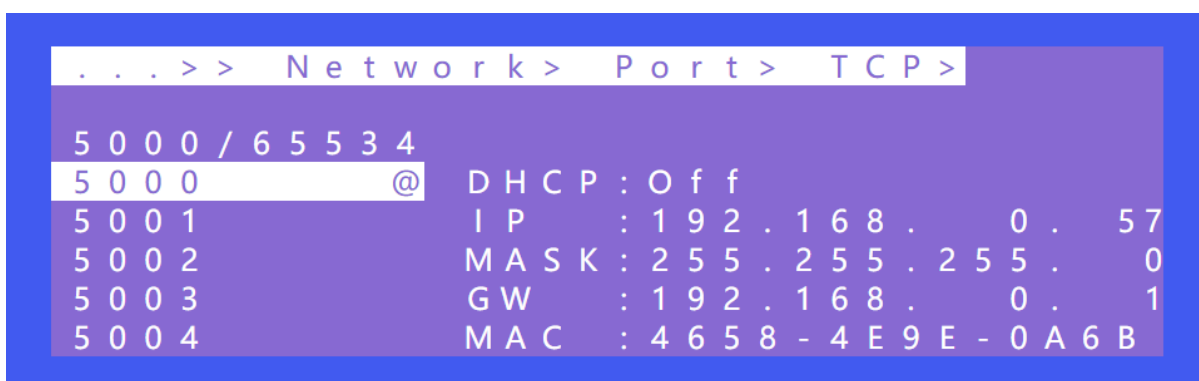 ...>> Network> Port> TCP>
5000/65534
5000 @ DHCP:Off
5001 IP :192.168. 0. 57
5002 MASK:255.255.255. 0
5003 GW :192.168. 0. 1
5004 MAC :4658-4E9E-0A6B